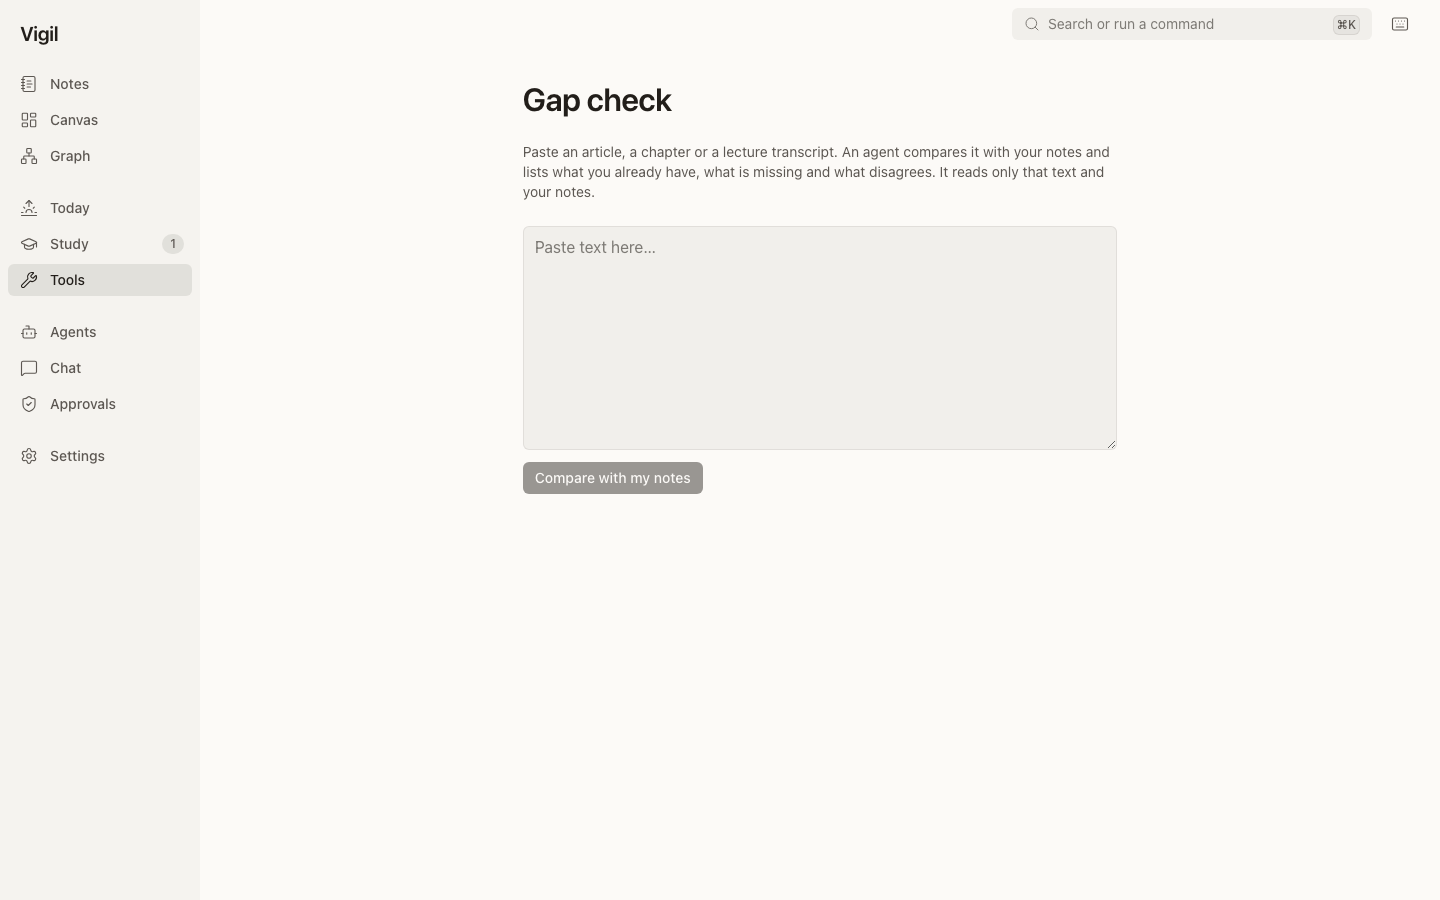 Vigil
Search or run a command
⌘K
Notes
Canvas
Graph
Today
Study
1
Tools
Agents
Chat
Approvals
Settings
Gap check
Paste an article, a chapter or a lecture transcript. An agent compares it with your notes and
lists what you already have, what is missing and what disagrees. It reads only that text and
your notes.
Paste text here...
Compare with my notes